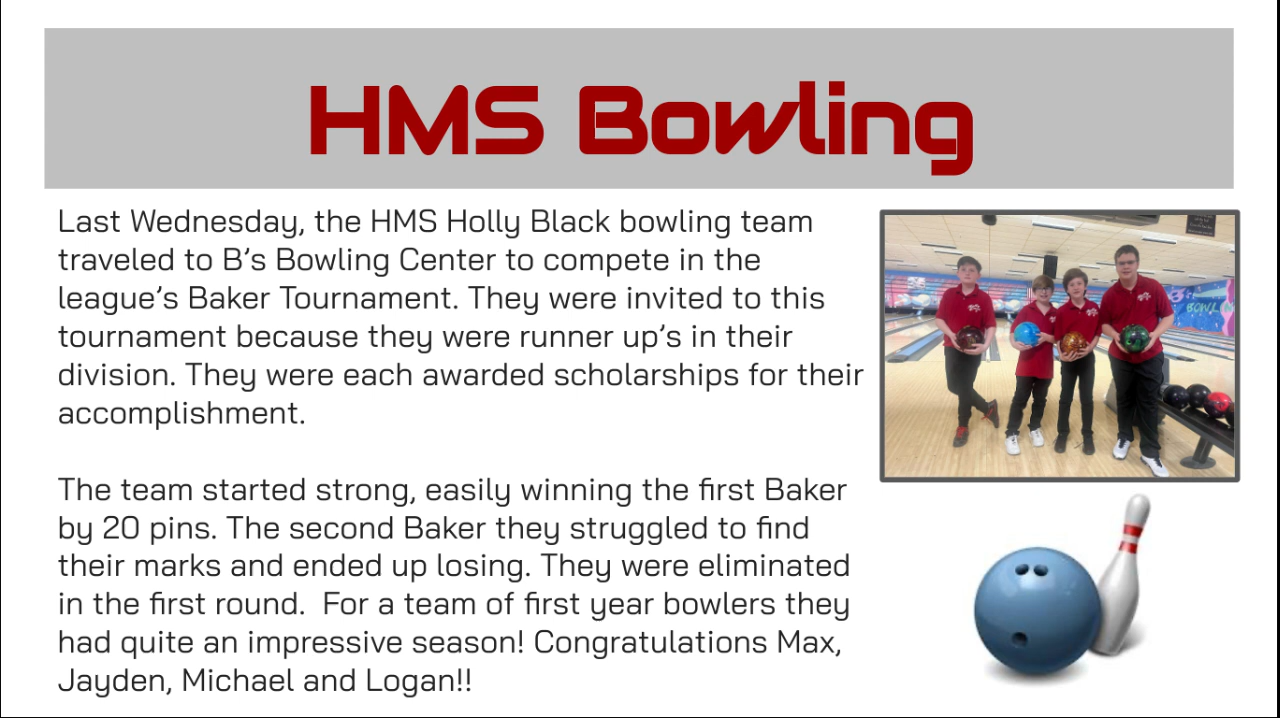 HMS Bowling
Last Wednesday, the HMS Holly Black bowling team
traveled to B’s Bowling Center to compete in the
league’s Baker Tournament. They were invited to this
tournament because they were runner up’s in their
division. They were each awarded scholarships for their
accomplishment.
The team started strong, easily winning the first Baker
by 20 pins. The second Baker they struggled to find
their marks and ended up losing. They were eliminated
in the first round.  For a team of first year bowlers they
had quite an impressive season! Congratulations Max,
Jayden, Michael and Logan!!